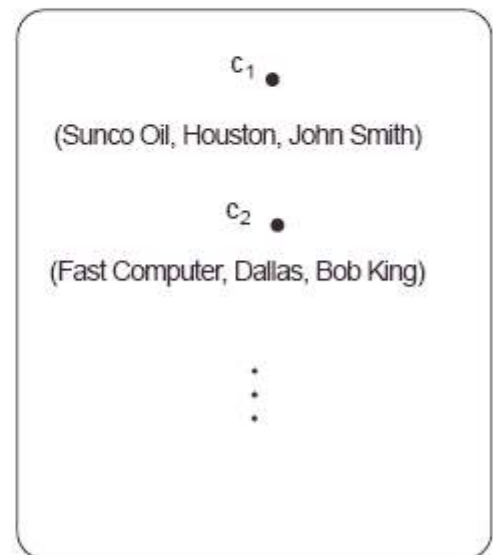 c1
(Sunco Oil, Houston, John Smith)
c2
(Fast Computer, Dallas, Bob King)